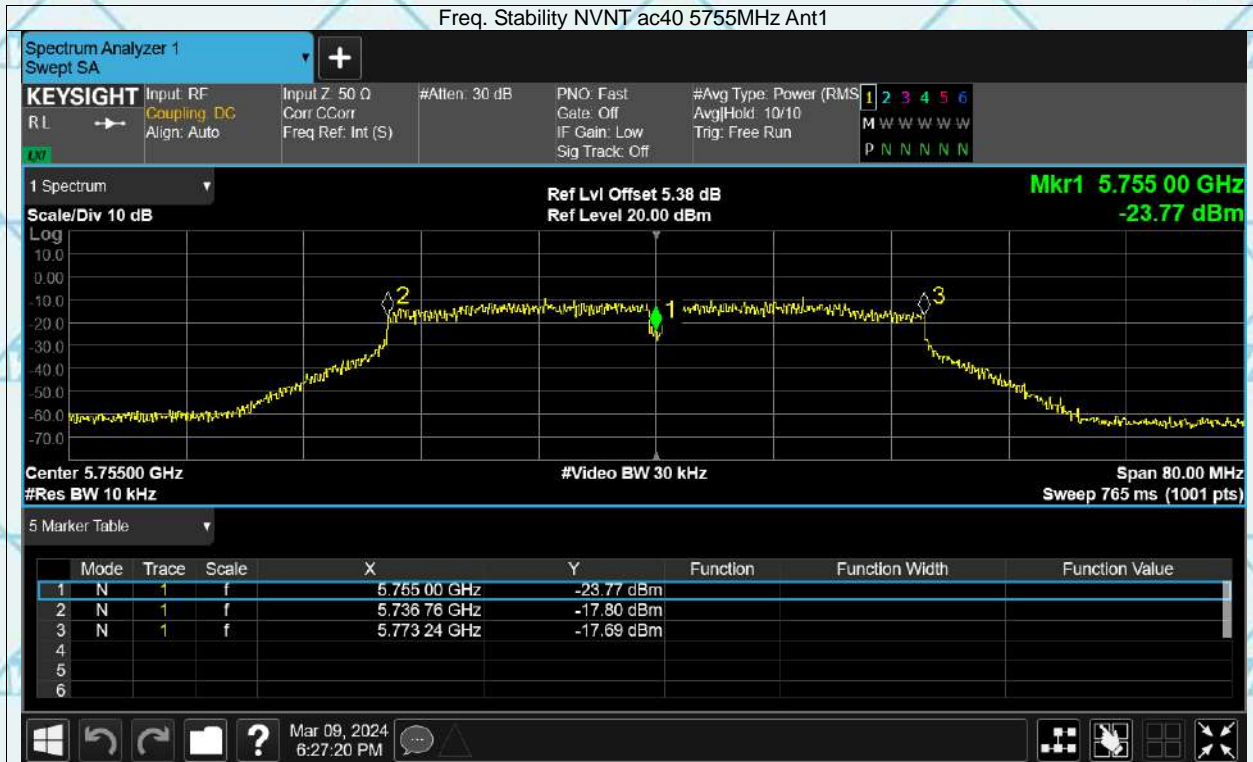 Freq. Stability NVNT ac40 5755MHz Ant1
Spectrum Analyzer 1
Swept SA
+
KEYSIGHT
RL
LXI
Input: RF
Coupling: DC
Align: Auto
Input Z: 50 Ω
Corr CCorr
Freq Ref: Int (S)
#Atten: 30 dB
PNO: Fast
Gate: Off
IF Gain: Low
Sig Track: Off
#Avg Type: Power (RMS
Avg|Hold: 10/10
Trig: Free Run
1 2 3 4 5 6
M W W W W W
P N N N N N
1 Spectrum
Scale/Div 10 dB
Ref Lvl Offset 5.38 dB
Ref Level 20.00 dBm
Mkr1 5.755 00 GHz
-23.77 dBm
Log
10.0
0.00
-10.0
-20.0
-30.0
-40.0
-50.0
-60.0
-70.0
2
1
3
Center 5.75500 GHz
#Res BW 10 kHz
#Video BW 30 kHz
Span 80.00 MHz
Sweep 765 ms (1001 pts)
5 Marker Table
Mode Trace Scale X Y Function Function Width Function Value
1 N 1 f 5.755 00 GHz -23.77 dBm
2 N 1 f 5.736 76 GHz -17.80 dBm
3 N 1 f 5.773 24 GHz -17.69 dBm
4
5
6
?
Mar 09, 2024
6:27:20 PM